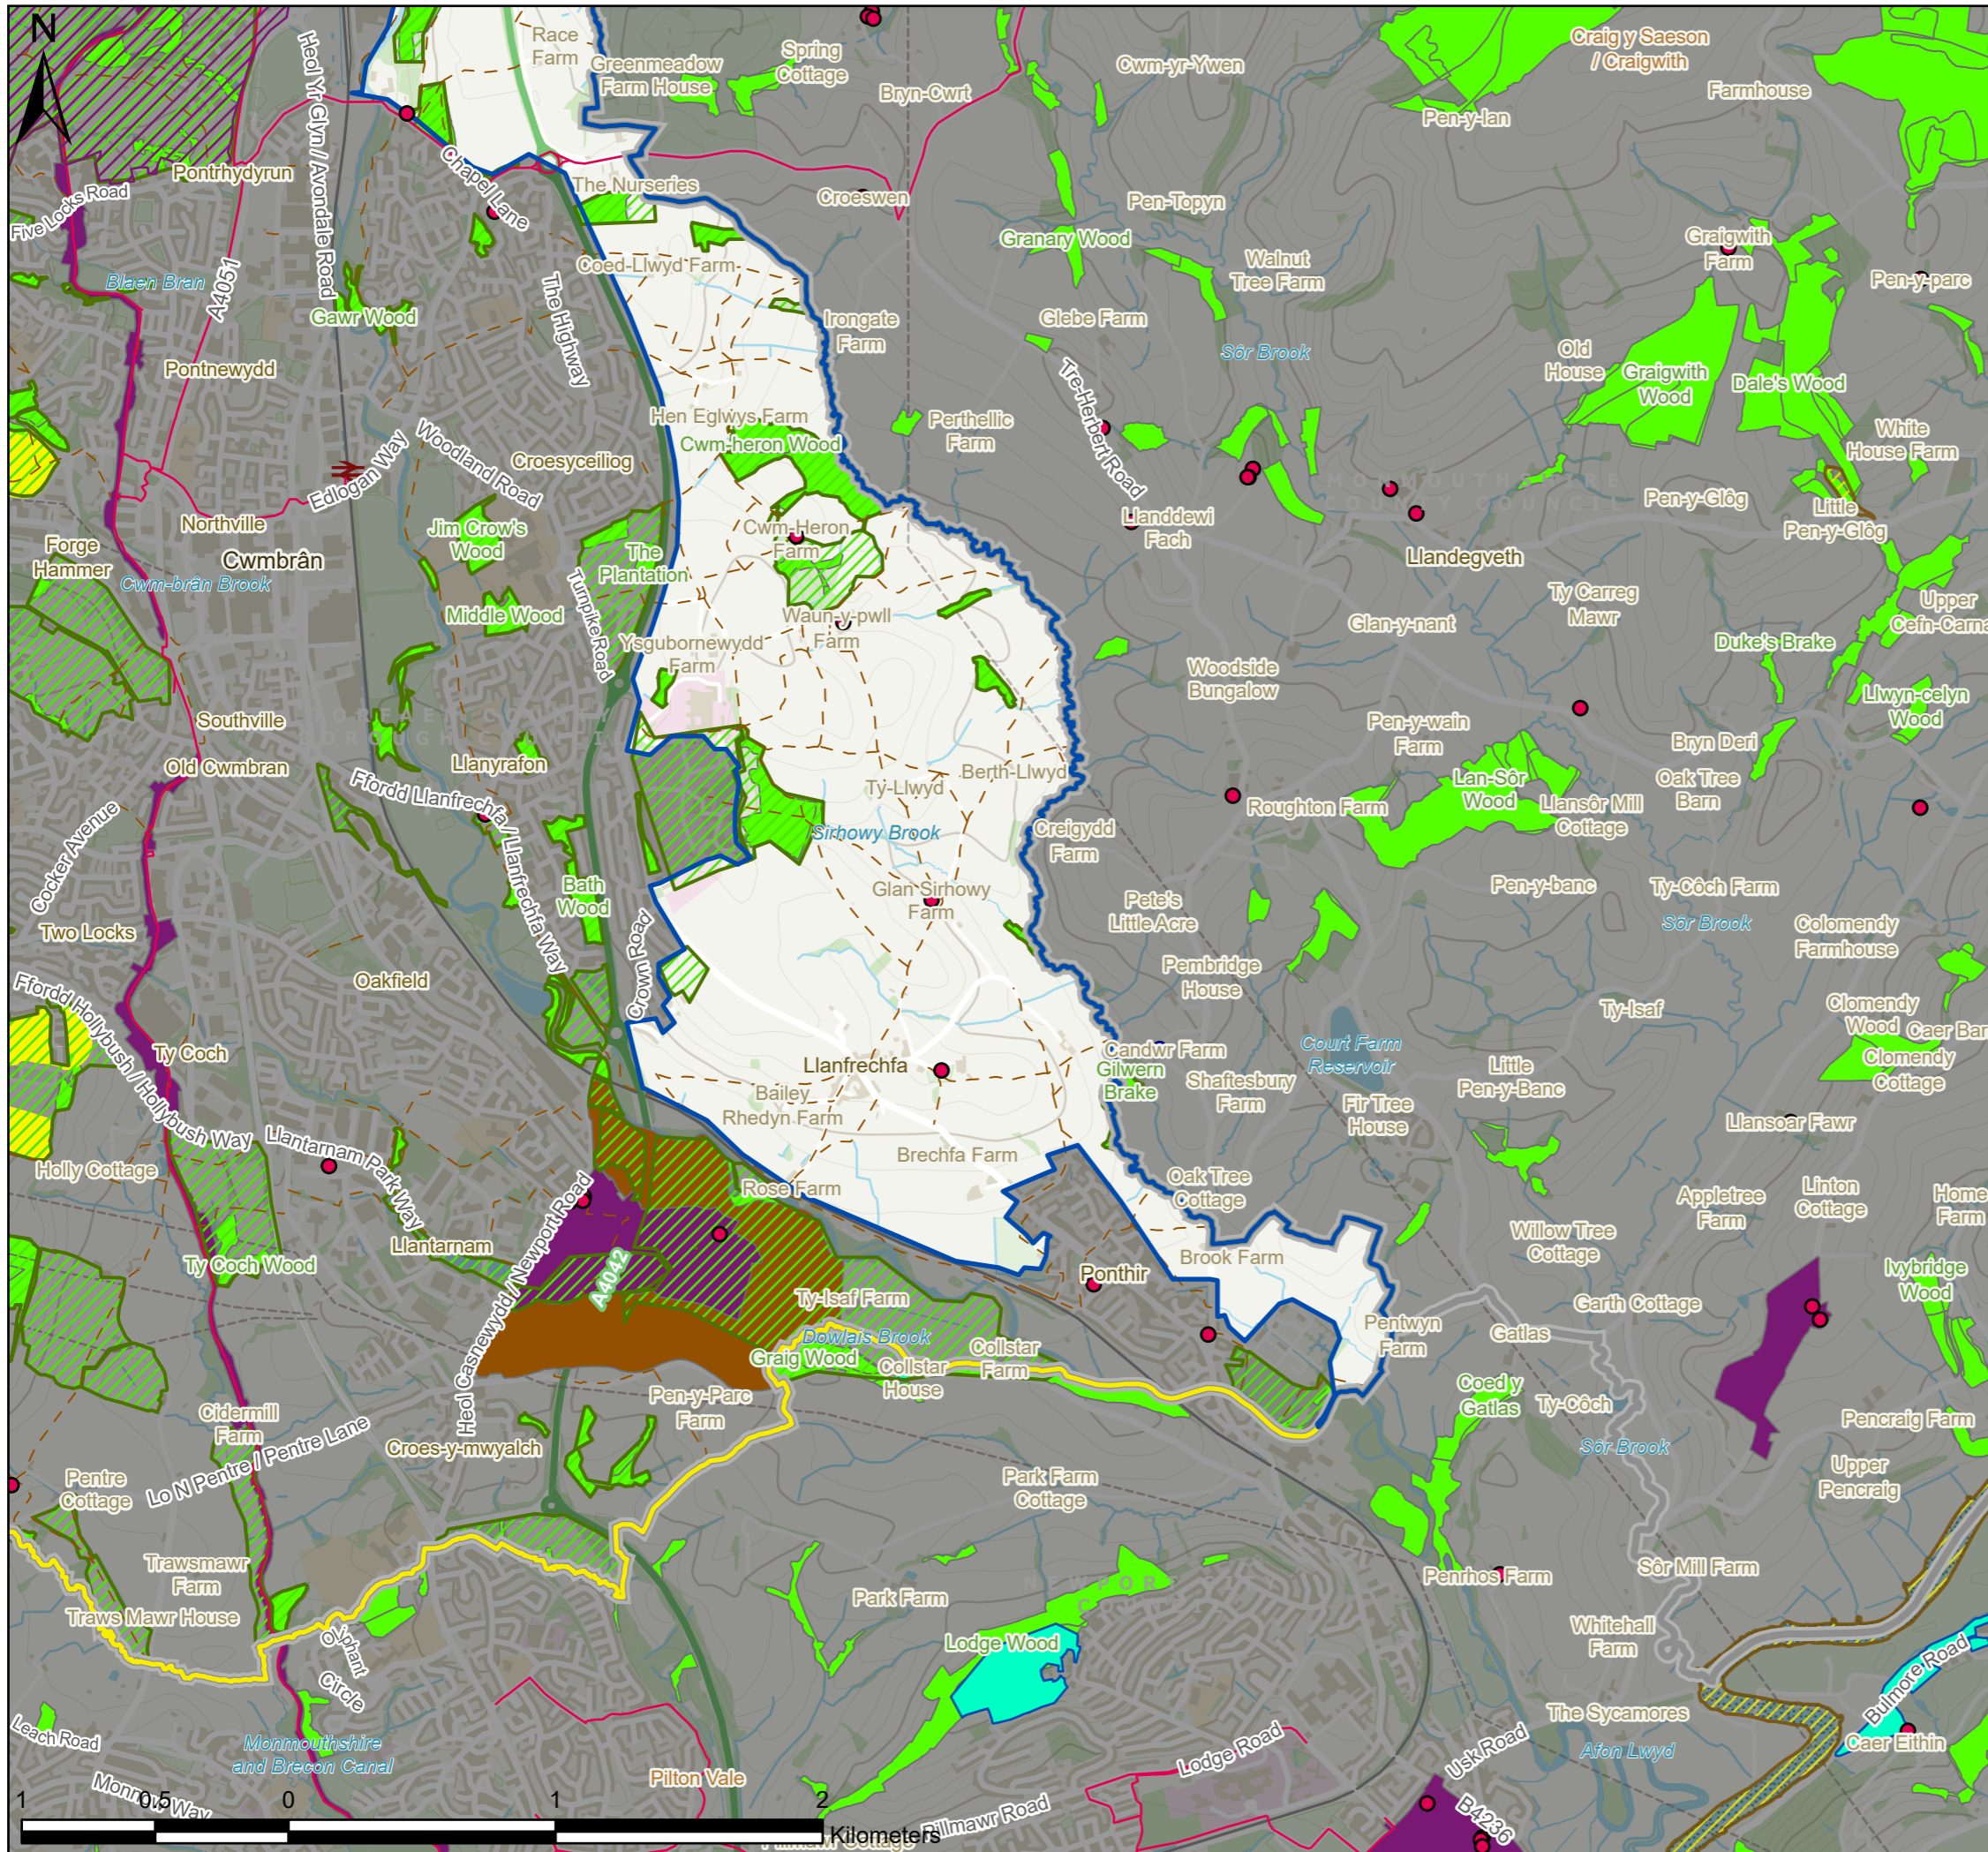 N
Race
Farm
Greenmeadow
Farm House
Spring
Cottage
Bryn-Cwrt
Cwm-yr-Ywen
Craig y Saeson
/ Craigwith
Farmhouse
Pen-y-lan
Heol Yr Glyn / Avondale Road
Pontrhydyrun
Five Locks Road
Chapel Lane
The Nurseries
Croeswen
Pen-Topyn
Granary Wood
Walnut
Tree Farm
Graigwith
Farm
Pen-y-parc
Blaen Bran
A4051
Gawr Wood
The Highway
Coed-Llwyd Farm
Irongate
Farm
Glebe Farm
Sôr Brook
Old
House
Graigwith
Wood
Dale's Wood
Pontnewydd
Tre-Herbert Road
Hen Eglwys Farm
Cwm-heron Wood
Perthellic
Farm
White
House Farm
Edlogan Way
Woodland Road
Croesyceiliog
MONMOUTHSHIRE
Pen-y-Glôg
Little
Pen-y-Glôg
Northville
Jim Crow's
Wood
The
Plantation
Cwm-Heron
Farm
Llanddewi
Fach
Llandegveth
Forge
Hammer
Cwmbrân
Cwm-brân Brook
Middle Wood
Turnpike Road
Waun-y-pwll
Farm
Ysgubornewydd
Farm
Glan-y-nant
Ty Carreg
Mawr
Upper
Cefn-Carna
Duke's Brake
Woodside
Bungalow
Llwyn-celyn
Wood
Southville
Old Cwmbran
Llanyrafon
Pen-y-wain
Farm
Bryn Deri
Berth-Llwyd
Ty-Llwyd
Lan-Sôr
Wood
Oak Tree
Barn
Ffordd Llanfrechfa / Llanfrechfa Way
Roughton Farm
Llansôr Mill
Cottage
Sirhowy Brook
Creigydd
Farm
Cocker Avenue
Bath
Wood
Glan Sirhowy
Farm
Pete's
Little Acre
Pen-y-banc
Ty-Côch Farm
Sôr Brook
Colomendy
Farmhouse
Two Locks
Crown Road
Oakfield
Pembridge
House
Ffordd Hollybush / Hollybush Way
Ty-Isaf
Clomendy
Wood
Caer Bar
Clomendy
Cottage
Ty Coch
Llanfrechfa
Candwr Farm
Gilwern
Brake
Court Farm
Reservoir
Little
Pen-y-Banc
Shaftesbury
Farm
Fir Tree
House
Bailey
Rhedyn Farm
Llansoar Fawr
Llantarnam Park Way
Holly Cottage
Brechfa Farm
Rose Farm
Oak Tree
Cottage
Appletree
Farm
Linton
Cottage
Home
Farm
Willow Tree
Cottage
Llantarnam
Heol Casnewydd / Newport Road
Ty Coch Wood
A4042
Brook Farm
Ponthir
Ivybridge
Wood
Ty-Isaf Farm
Garth Cottage
Dowlais Brook
Pentwyn
Farm
Gatlas
Graig Wood
Collstar
House
Collstar
Farm
Coed y
Gatlas
Ty-Côch
Pen-y-Parc
Farm
Cidermill
Farm
Pencraig Farm
Lo N Pentre / Pentre Lane
Croes-y-mwyalch
Sôr Brook
Pentre
Cottage
Park Farm
Cottage
Upper
Pencraig
Trawsmawr
Farm
Traws Mawr House
Park Farm
Penrhos Farm
Sôr Mill Farm
Whitehall
Farm
Lodge Wood
Circle
Leach Road
Monmouthshire
and Brecon Canal
Pilton Vale
Lodge Road
Usk Road
The Sycamores
Afon Lwyd
Bulmore Road
Caer Eithin
Pillmawr Road
B4236
Monnow Way
1 0.5 0 1 2
Kilometers